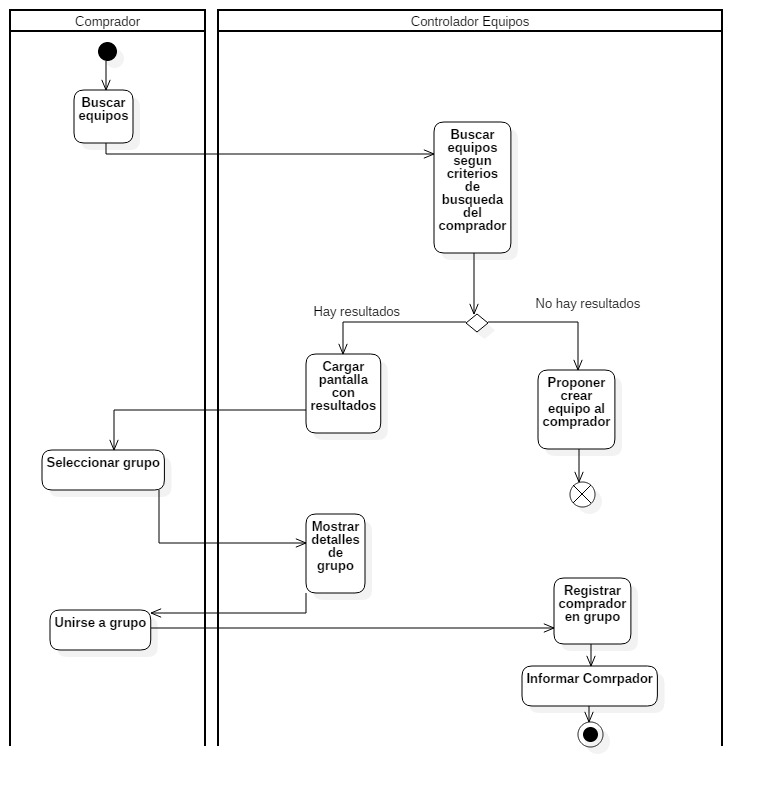 Comprador
Controlador Equipos
Buscar
equipos
Buscar
equipos
segun
criterios
de
busqueda
del
comprador
Hay resultados
No hay resultados
Cargar
pantalla
con
resultados
Proponer
crear
equipo al
comprador
Seleccionar grupo
Mostrar
detalles
de
grupo
Unirse a grupo
Registrar
comprador
en grupo
Informar Comrpador